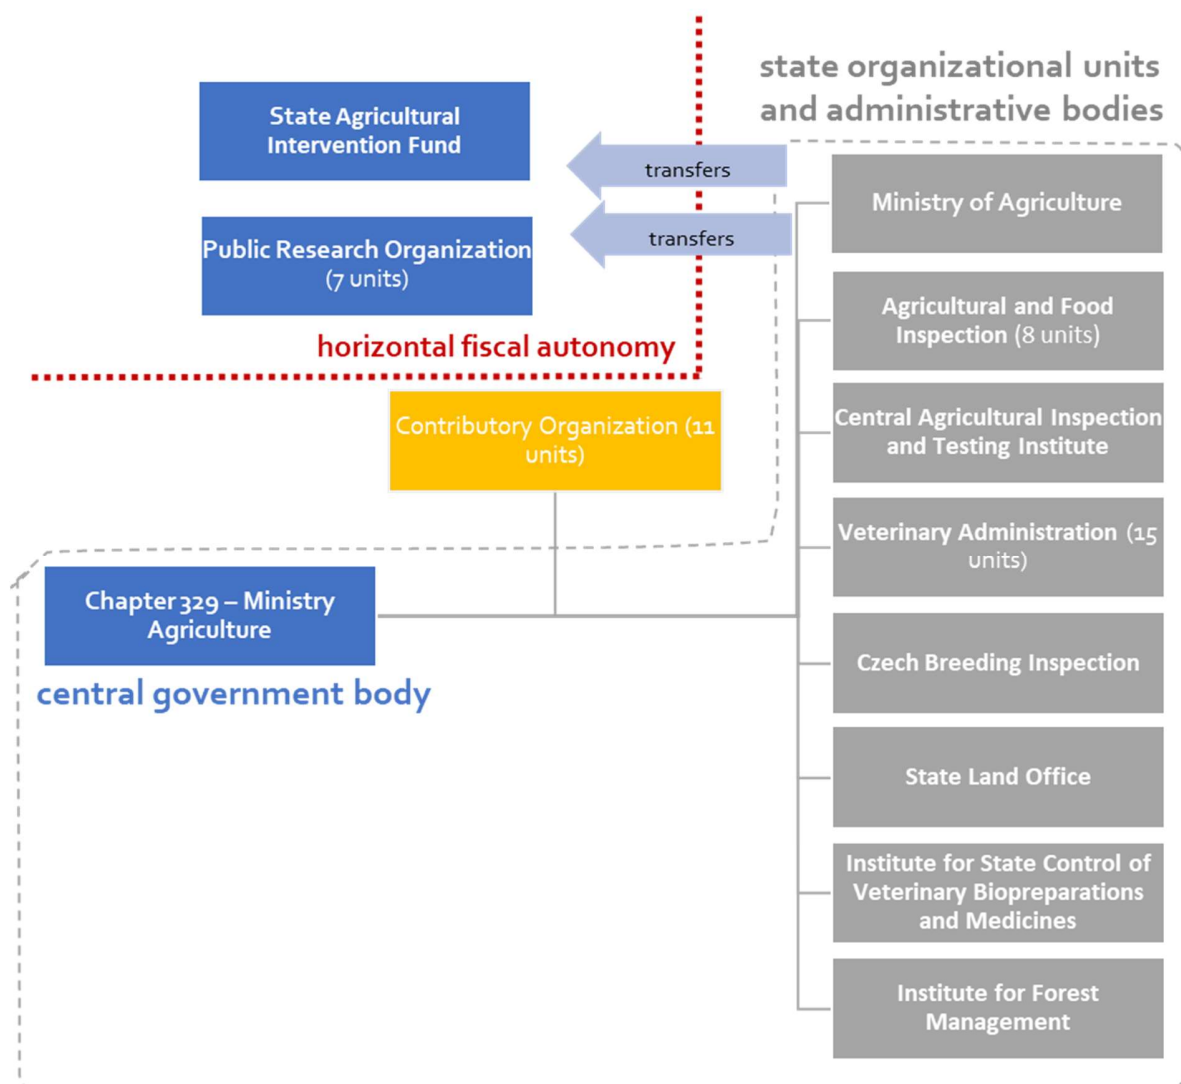 state organizational units
and administrative bodies
State Agricultural
Intervention Fund
transfers
Ministry of Agriculture
Public Research Organization
(7 units)
transfers
Agricultural and Food
Inspection (8 units)
horizontal fiscal autonomy
Contributory Organization (11
units)
Central Agricultural Inspection
and Testing Institute
Veterinary Administration (15
units)
Chapter 329 – Ministry
Agriculture
central government body
Czech Breeding Inspection
State Land Office
Institute for State Control of
Veterinary Biopreparations
and Medicines
Institute for Forest
Management